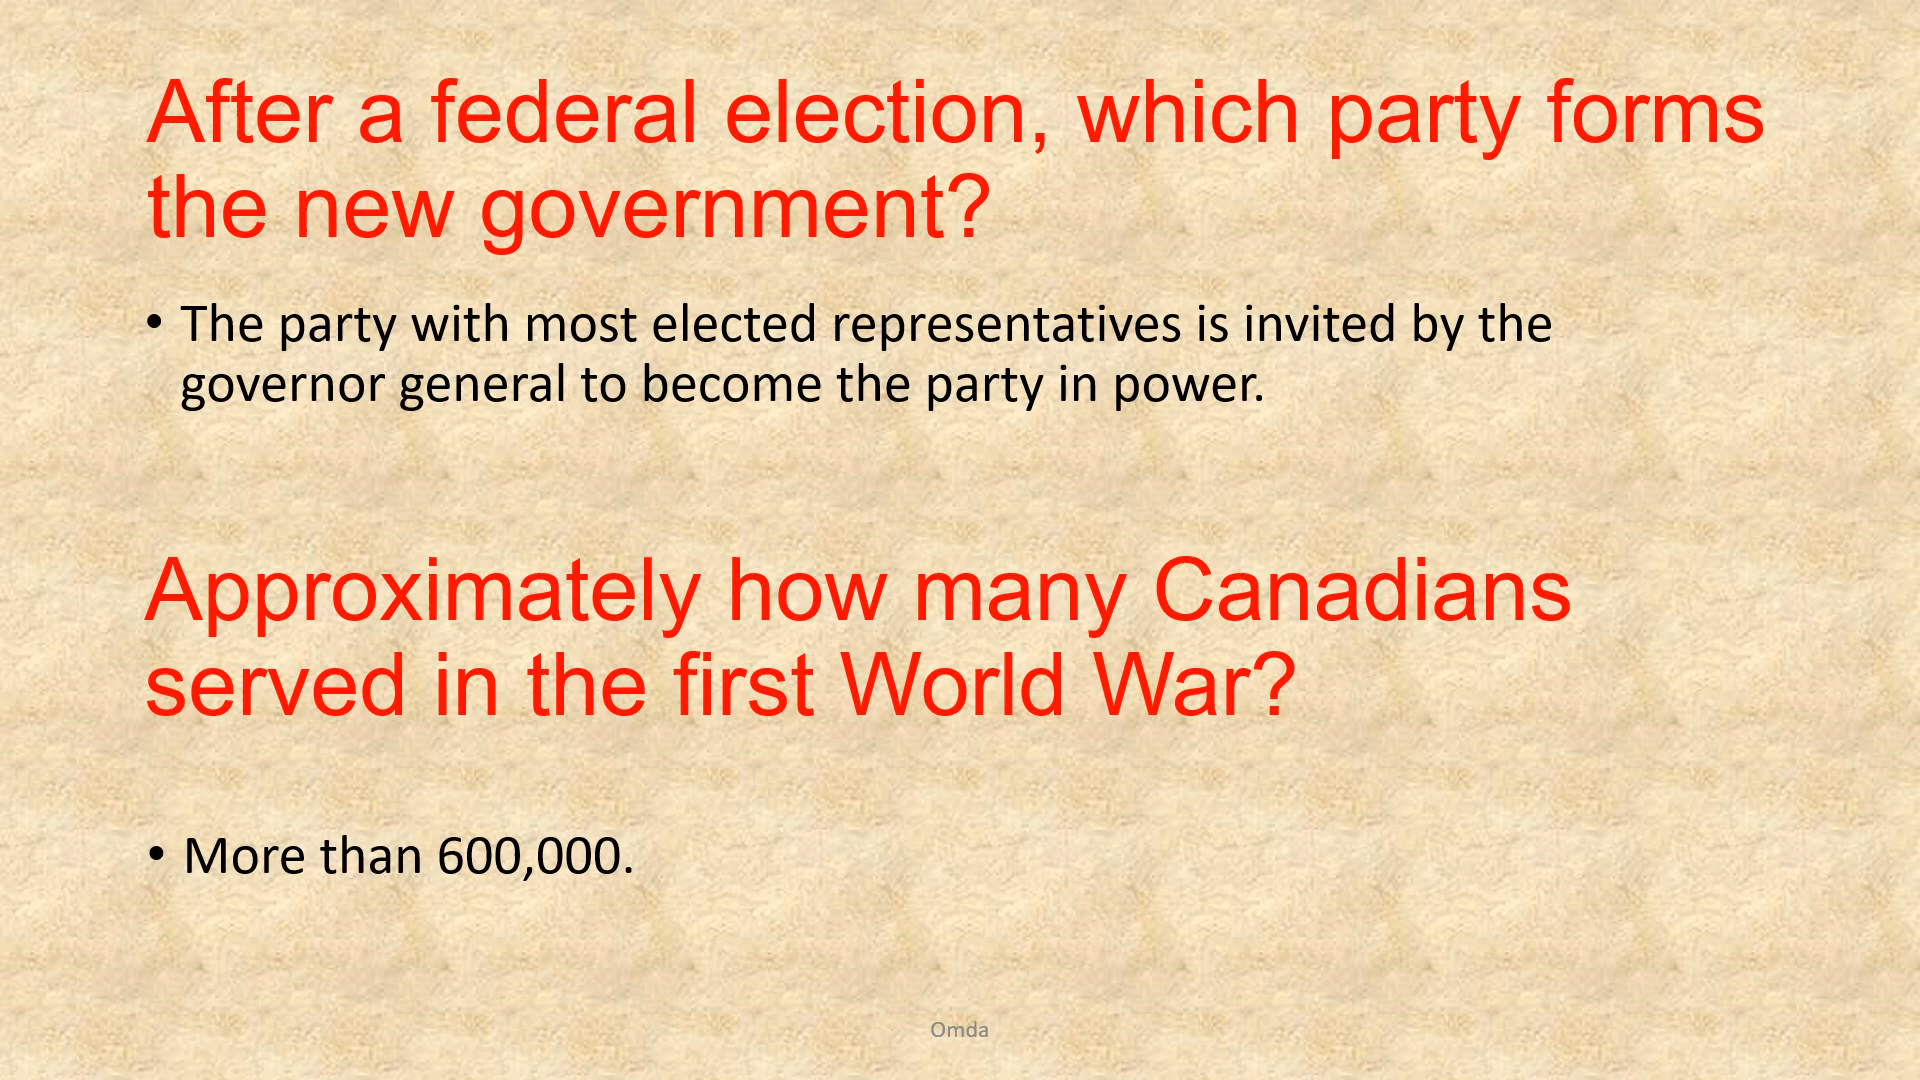 After a federal election, which party forms
the new government?
• The party with most elected representatives is invited by the
governor general to become the party in power.
Approximately how many Canadians
served in the first World War?
• More than 600,000.
Omda